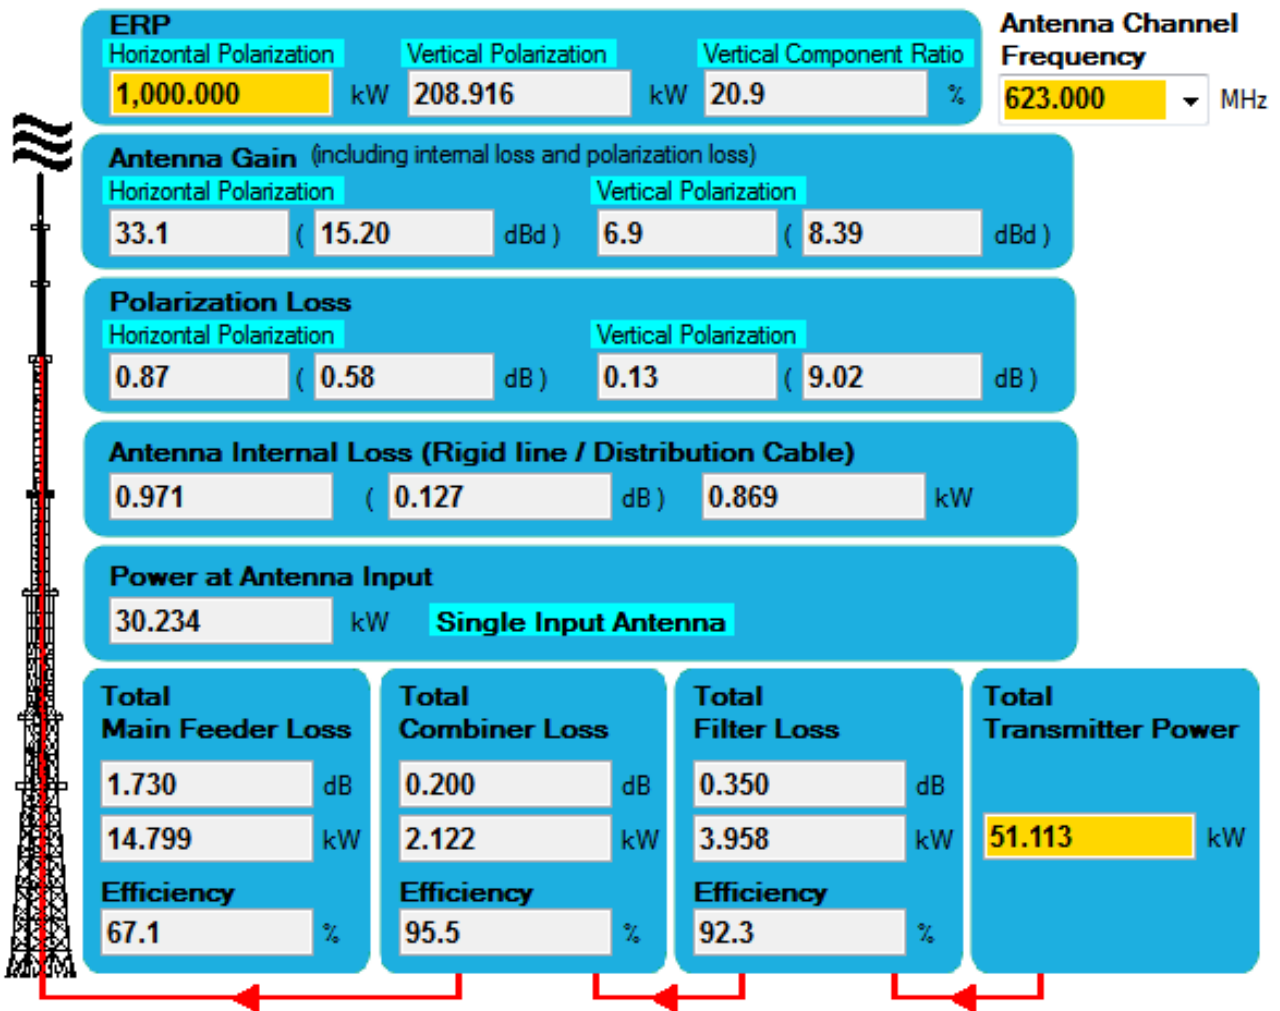 ERP
Horizontal Polarization Vertical Polarization Vertical Component Ratio
1,000.000 kW 208.916 kW 20.9 %
Antenna Channel
Frequency
623.000 MHz
Antenna Gain (including internal loss and polarization loss)
Horizontal Polarization Vertical Polarization
33.1 ( 15.20 dBd ) 6.9 ( 8.39 dBd )
Polarization Loss
Horizontal Polarization Vertical Polarization
0.87 ( 0.58 dB ) 0.13 ( 9.02 dB )
Antenna Internal Loss (Rigid line / Distribution Cable)
0.971 ( 0.127 dB ) 0.869 kW
Power at Antenna Input
30.234 kW Single Input Antenna
Total
Main Feeder Loss
1.730 dB
14.799 kW
Efficiency
67.1 %
Total
Combiner Loss
0.200 dB
2.122 kW
Efficiency
95.5 %
Total
Filter Loss
0.350 dB
3.958 kW
Efficiency
92.3 %
Total
Transmitter Power
51.113 kW